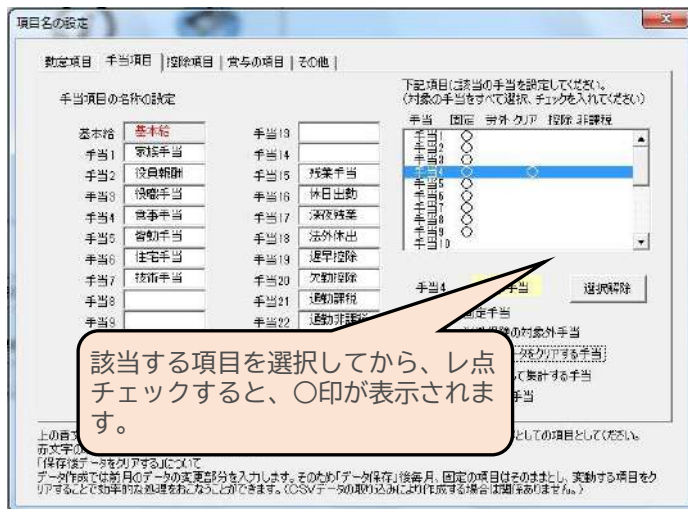 項目名の設定
勤怠項目 手当項目 控除項目 賞与の項目 その他
手当項目の名称の設定
基本給 基本給
手当1 家族手当
手当2 役員報酬
手当3 役職手当
手当4 食事手当
手当5 皆勤手当
手当6 住宅手当
手当7 技術手当
手当8
手当9
手当13
手当14
手当15 残業手当
手当16 休日出勤
手当17 深夜残業
手当18 法外休出
手当19 遅早控除
手当20 欠勤控除
手当21 通勤課税
手当22 通勤非課税
下記項目に該当の手当を設定してください。
(対象の手当をすべて選択、チェックを入れてください)
手当 固定 労外 クリア 控除 非課税
手当1 ○
手当2 ○
手当3 ○
手当4 ○ ○
手当5 ○
手当6 ○
手当7 ○
手当8 ○
手当9 ○
手当10
手当4 手当 選択解除
固定手当
の対象外手当
データをクリアする手当
て集計する手当
手当
該当する項目を選択してから、レ点
チェックすると、○印が表示されま
す。
としての項目としてください。
赤文字の
「保存後データをクリアする」について
データ作成では前月のデータの変更部分を入力します。そのため「データ保存」後毎月、固定の項目はそのままとし、変動する項目をク
リアすることで効率的な処理をおこなうことができます。(CSVデータの取り込みにより作成する場合は関係ありません。)